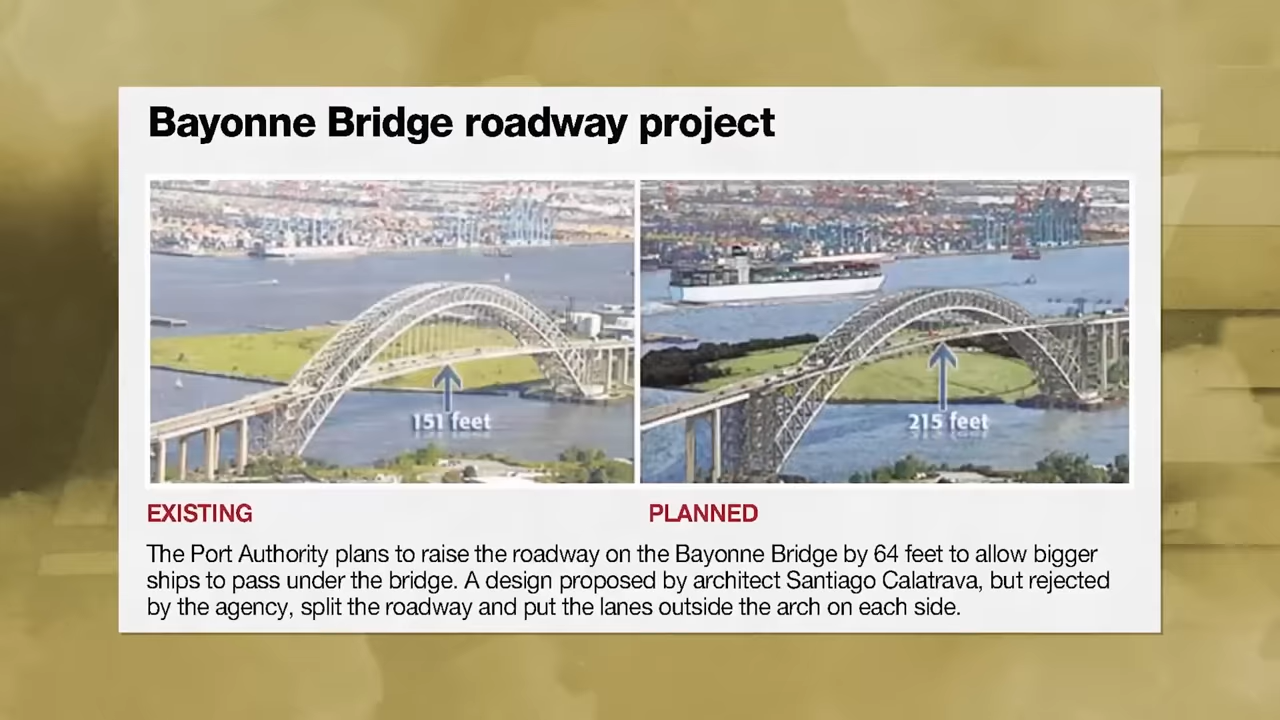 Bayonne Bridge roadway project
151 feet
215 feet
EXISTING
PLANNED
The Port Authority plans to raise the roadway on the Bayonne Bridge by 64 feet to allow bigger
ships to pass under the bridge. A design proposed by architect Santiago Calatrava, but rejected
by the agency, split the roadway and put the lanes outside the arch on each side.